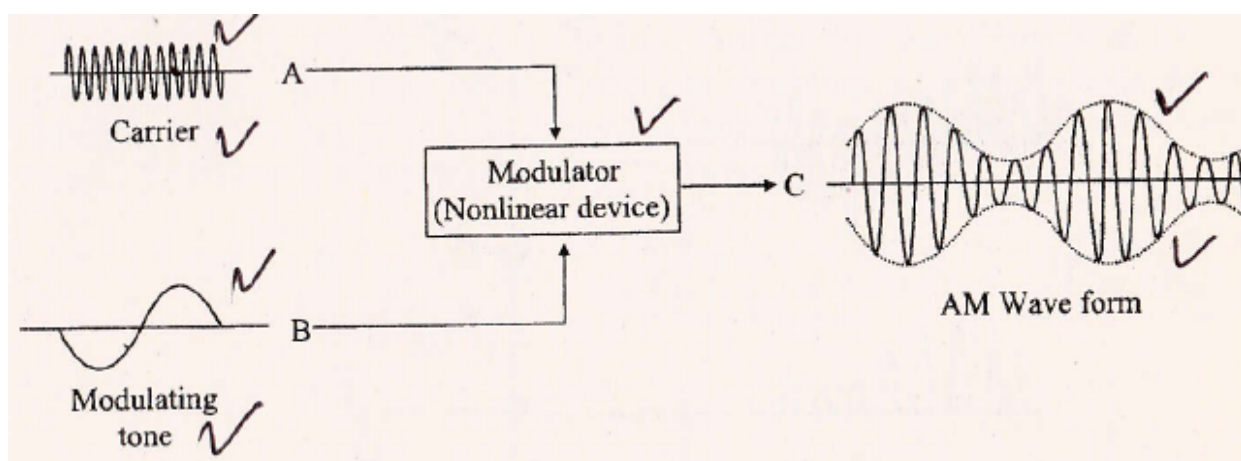 A
Carrier
Modulator
(Nonlinear device)
C
AM Wave form
B
Modulating
tone